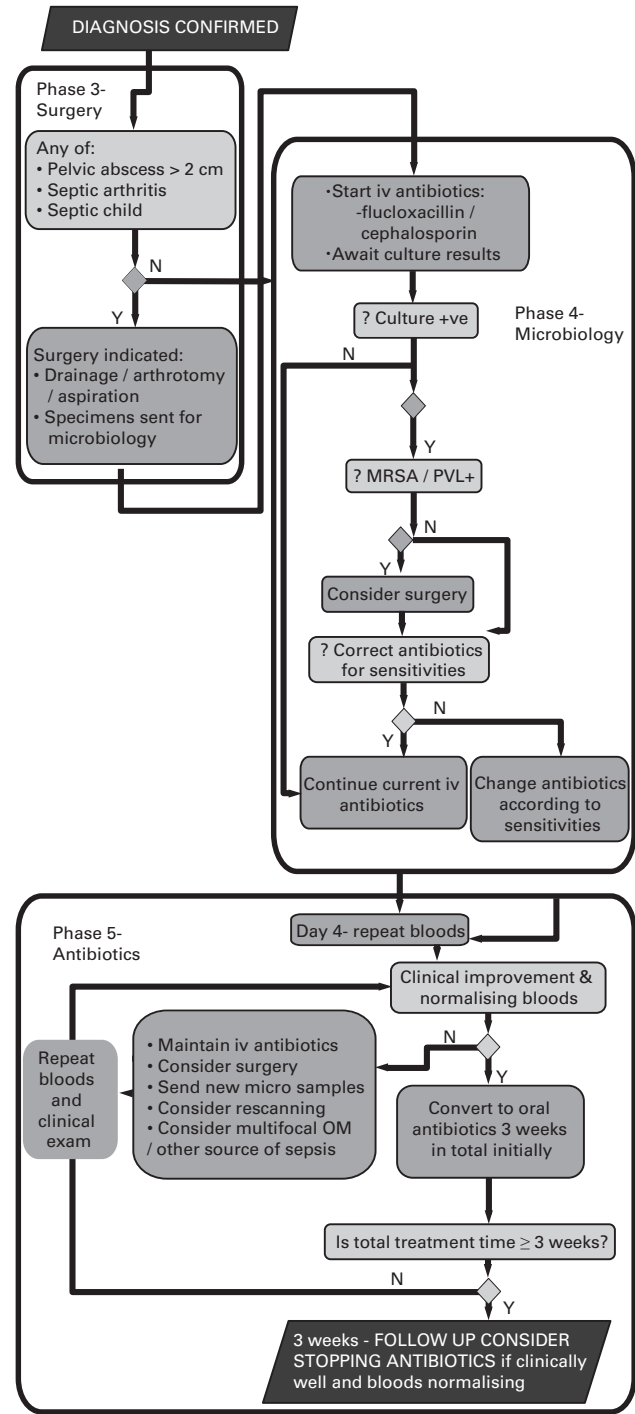 DIAGNOSIS CONFIRMED
Phase 3-
Surgery
Any of:
• Pelvic abscess > 2 cm
• Septic arthritis
• Septic child
N
Y
Surgery indicated:
• Drainage / arthrotomy
/ aspiration
• Specimens sent for
microbiology
Phase 4-
Microbiology
•Start iv antibiotics:
-flucloxacillin /
cephalosporin
•Await culture results
? Culture +ve
N
Y
? MRSA / PVL+
N
Y
Consider surgery
? Correct antibiotics
for sensitivities
N
Y
Continue current iv
antibiotics
Change antibiotics
according to
sensitivities
Phase 5-
Antibiotics
Day 4- repeat bloods
Clinical improvement &
normalising bloods
N
Y
• Maintain iv antibiotics
• Consider surgery
• Send new micro samples
• Consider rescanning
• Consider multifocal OM
/ other source of sepsis
Repeat
bloods
and
clinical
exam
Convert to oral
antibiotics 3 weeks
in total initially
Is total treatment time ≥ 3 weeks?
N
Y
3 weeks - FOLLOW UP CONSIDER
STOPPING ANTIBIOTICS if clinically
well and bloods normalising